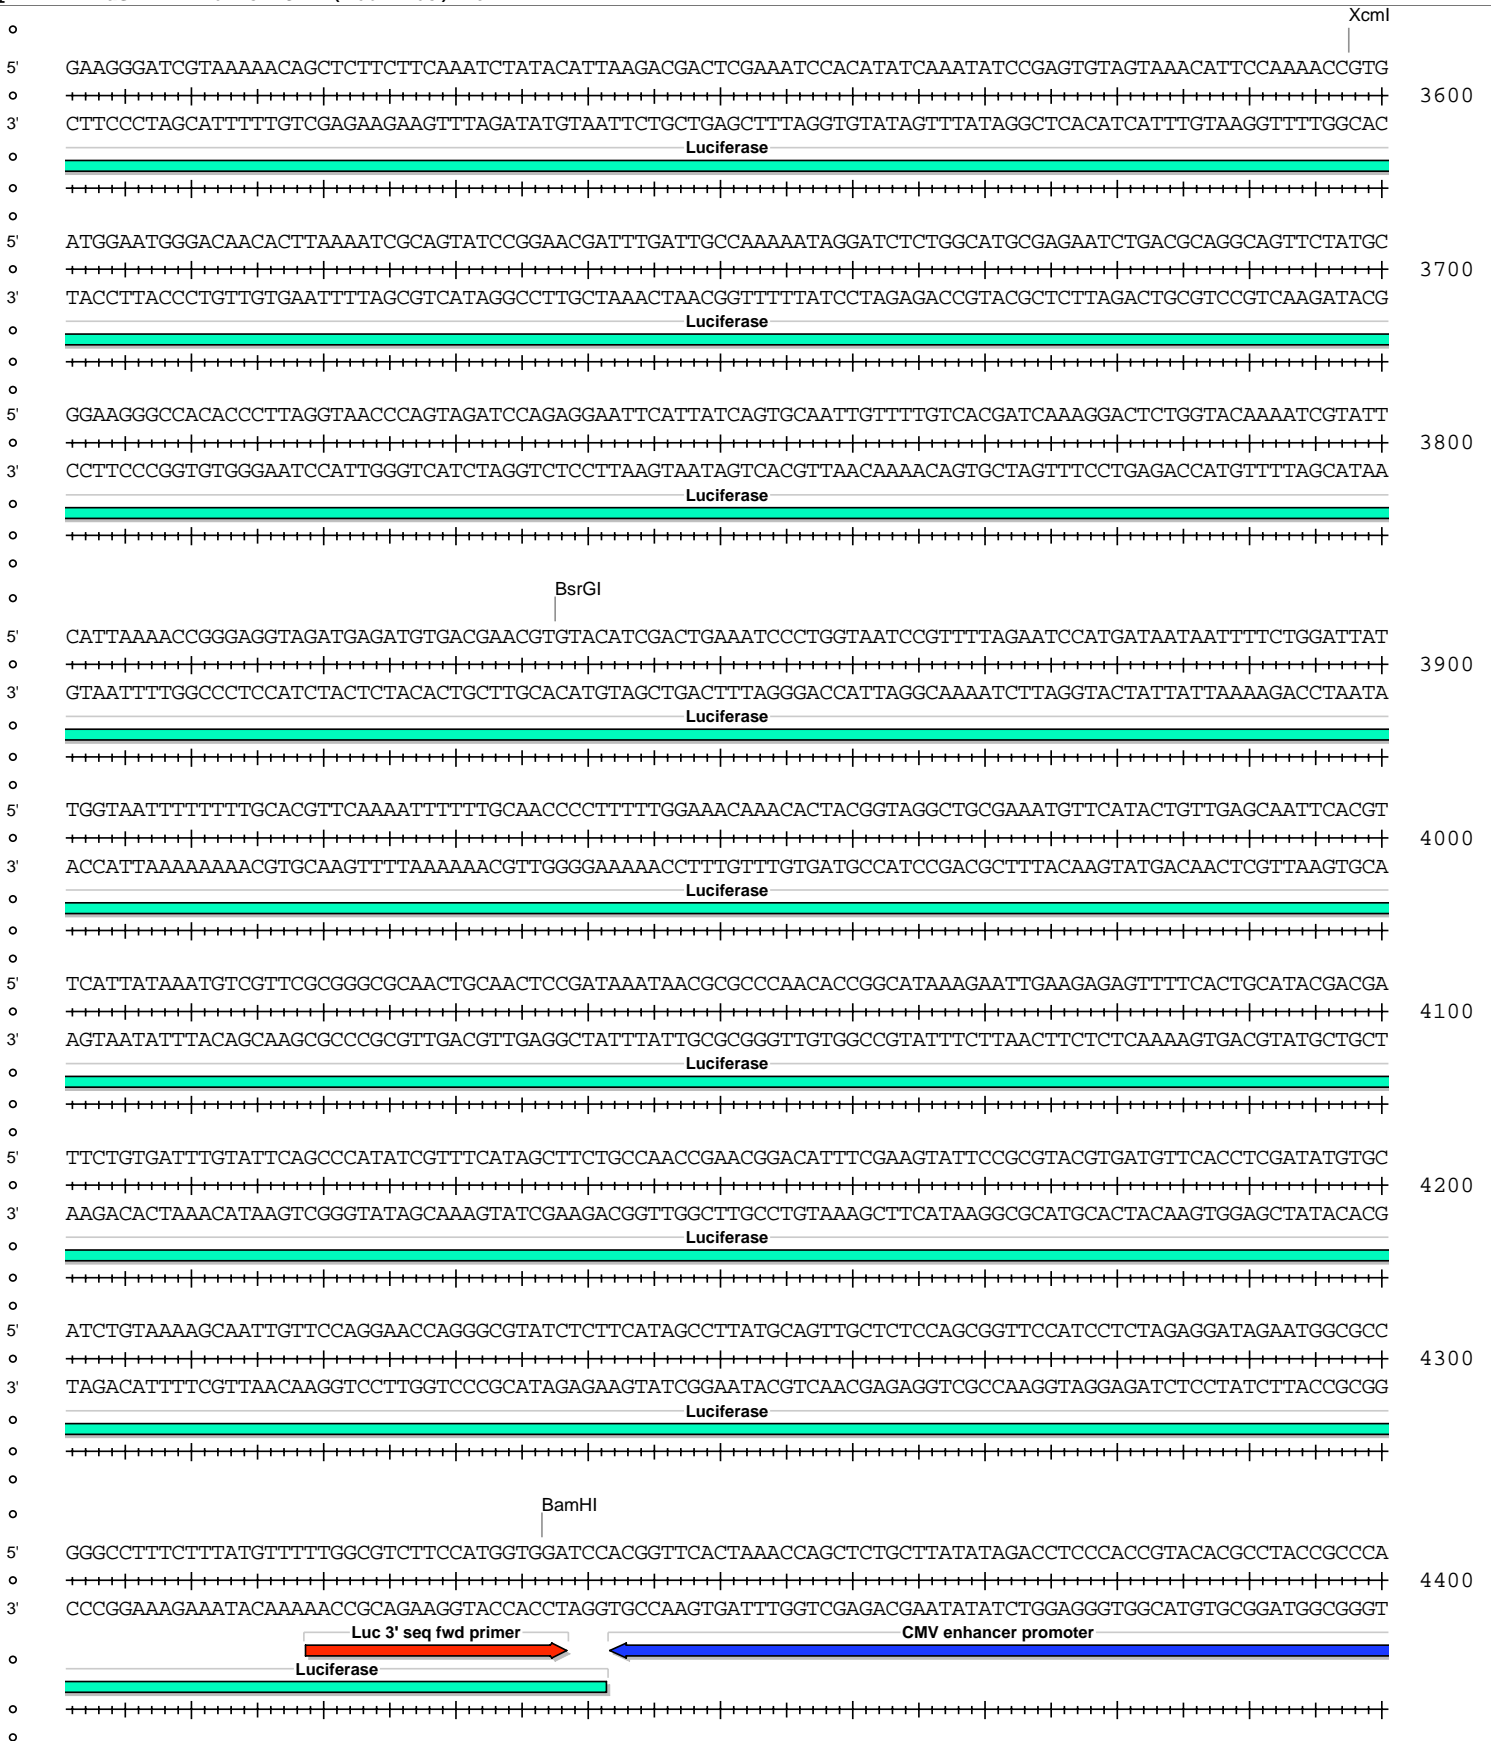 XcmI
5' GAAGGGATCGTAAAAACAGCTCTTCTTCAAATCTATACATTAAGACGACTCGAAATCCACATATCAAATATCCGAGTGTAGTAAACATTCCAAAACCGTG
3600
3' CTTCCCTAGCATTTTTGTCGAGAAGAAGTTTAGATATGTAATTCTGCTGAGCTTTAGGTGTATAGTTTATAGGCTCACATCATTTGTAAGGTTTTGGCAC
Luciferase
5' ATGGAATGGGACAACACTTAAAATCGCAGTATCCGGAACGATTTGATTGCCAAAAATAGGATCTCTGGCATGCGAGAATCTGACGCAGGCAGTTCTATGC
3700
3' TACCTTACCCTGTTGTGAATTTTAGCGTCATAGGCCTTGCTAAACTAACGGTTTTTATCCTAGAGACCGTACGCTCTTAGACTGCGTCCGTCAAGATACG
Luciferase
5' GGAAGGGCCACACCCTTAGGTAACCCAGTAGATCCAGAGGAATTCATTATCAGTGCAATTGTTTTGTCACGATCAAAGGACTCTGGTACAAAATCGTATT
3800
3' CCTTCCCGGTGTGGGAATCCATTGGGTCATCTAGGTCTCCTTAAGTAATAGTCACGTTAACAAAACAGTGCTAGTTTCCTGAGACCATGTTTTAGCATAA
Luciferase
BsrGI
5' CATTAAAACCGGGAGGTAGATGAGATGTGACGAACGTGTACATCGACTGAAATCCCTGGTAATCCGTTTTAGAATCCATGATAATAATTTTCTGGATTAT
3900
3' GTAATTTTGGCCCTCCATCTACTCTACACTGCTTGCACATGTAGCTGACTTTAGGGACCATTAGGCAAAATCTTAGGTACTATTATTAAAAGACCTAATA
Luciferase
5' TGGTAATTTTTTTTGCACGTTCAAAATTTTTTGCAACCCCTTTTTGGAAACAAACACTACGGTAGGCTGCGAAATGTTCATACTGTTGAGCAATTCACGT
4000
3' ACCATTAAAAAAAACGTGCAAGTTTTAAAAAACGTTGGGGAAAAACCTTTGTTTGTGATGCCATCCGACGCTTTACAAGTATGACAACTCGTTAAGTGCA
Luciferase
5' TCATTATAAATGTCGTTCGCGGGCGCAACTGCAACTCCGATAAATAACGCGCCCAACACCGGCATAAAGAATTGAAGAGAGTTTTCACTGCATACGACGA
4100
3' AGTAATATTTACAGCAAGCGCCCGCGTTGACGTTGAGGCTATTTATTGCGCGGGTTGTGGCCGTATTTCTTAACTTCTCTCAAAAGTGACGTATGCTGCT
Luciferase
5' TTCTGTGATTTGTATTCAGCCCATATCGTTTCATAGCTTCTGCCAACCGAACGGACATTTCGAAGTATTCCGCGTACGTGATGTTCACCTCGATATGTGC
4200
3' AAGACACTAAACATAAGTCGGGTATAGCAAAGTATCGAAGACGGTTGGCTTGCCTGTAAAGCTTCATAAGGCGCATGCACTACAAGTGGAGCTATACACG
Luciferase
5' ATCTGTAAAAGCAATTGTTCCAGGAACCAGGGCGTATCTCTTCATAGCCTTATGCAGTTGCTCTCCAGCGGTTCCATCCTCTAGAGGATAGAATGGCGCC
4300
3' TAGACATTTTCGTTAACAAGGTCCTTGGTCCCGCATAGAGAAGTATCGGAATACGTCAACGAGAGGTCGCCAAGGTAGGAGATCTCCTATCTTACCGCGG
Luciferase
BamHI
5' GGGCCTTTCTTTATGTTTTTGGCGTCTTCCATGGTGGATCCACGGTTCACTAAACCAGCTCTGCTTATATAGACCTCCCACCGTACACGCCTACCGCCCA
4400
3' CCCGGAAAGAAATACAAAAACCGCAGAAGGTACCACCTAGGTGCCAAGTGATTTGGTCGAGACGAATATATCTGGAGGGTGGCATGTGCGGATGGCGGGT
Luc 3' seq fwd primer
CMV enhancer promoter
Luciferase